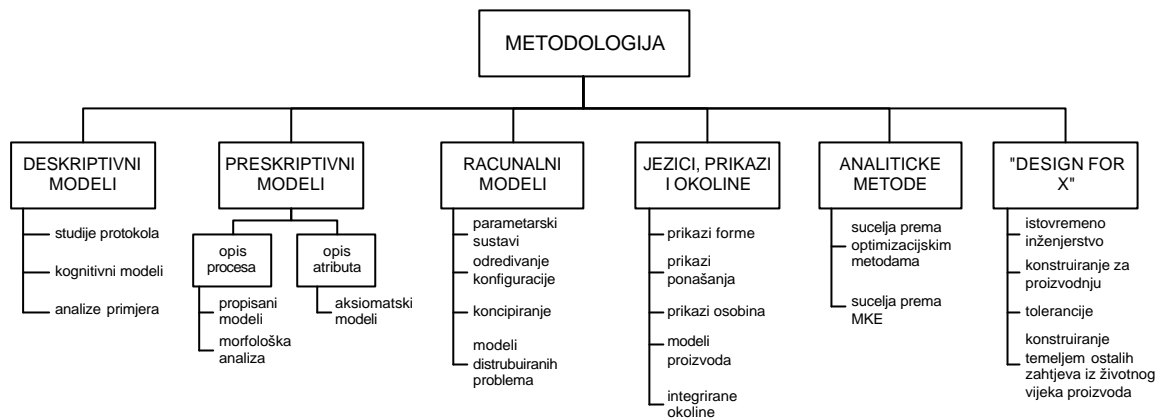 METODOLOGIJA
DESKRIPTIVNI
MODELI
studije protokola
kognitivni modeli
analize primjera
PRESKRIPTIVNI
MODELI
opis
procesa
propisani
modeli
morfološka
analiza
opis
atributa
aksiomatski
modeli
RACUNALNI
MODELI
parametarski
sustavi
odredivanje
konfiguracije
koncipiranje
modeli
distrubuiranih
problema
JEZICI, PRIKAZI
I OKOLINE
prikazi forme
prikazi
ponašanja
prikazi osobina
modeli
proizvoda
integrirane
okoline
ANALITICKE
METODE
sucelja prema
optimizacijskim
metodama
sucelja prema
MKE
"DESIGN FOR
X"
istovremeno
inženjerstvo
konstruiranje za
proizvodnju
tolerancije
konstruiranje
temeljem ostalih
zahtjeva iz životnog
vijeka proizvoda